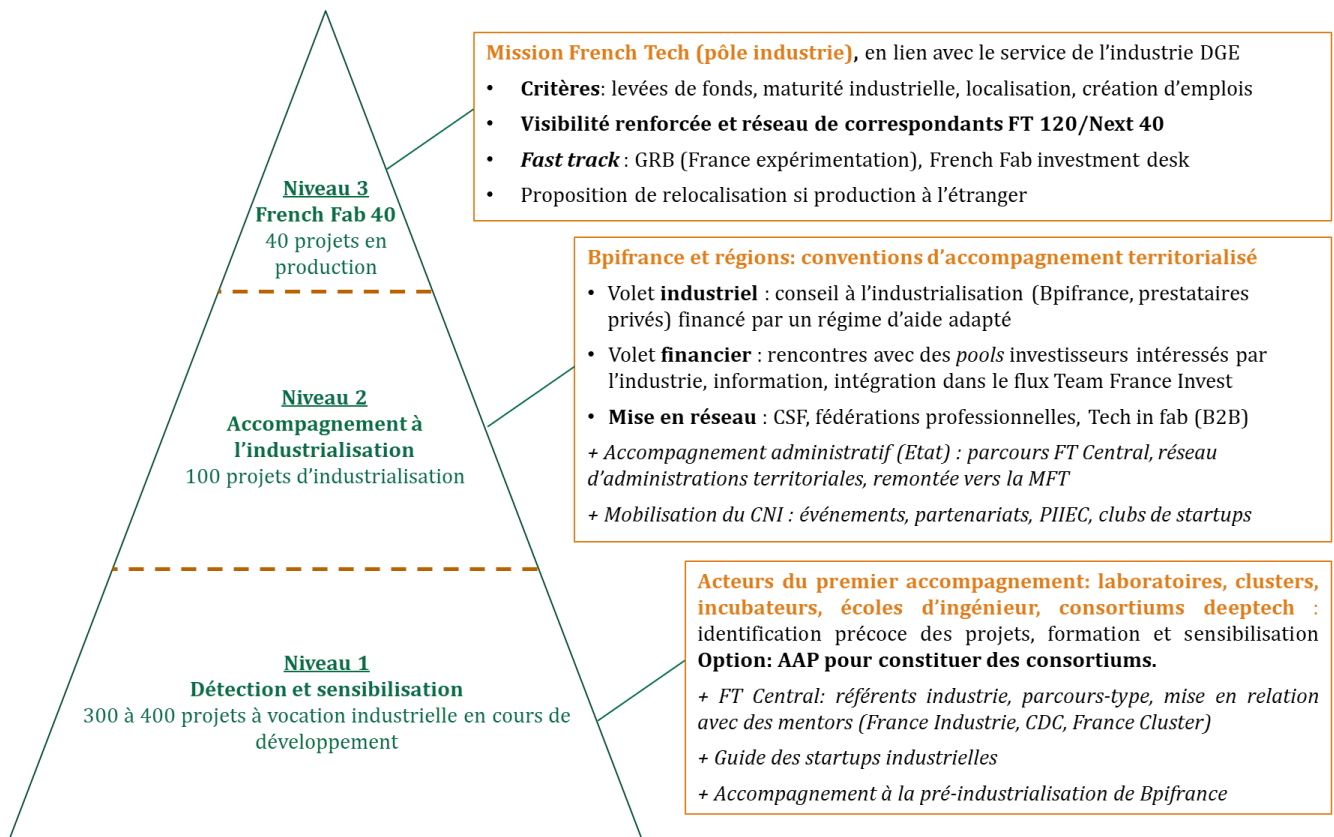 Mission French Tech (pôle industrie), en lien avec le service de l’industrie DGE
• Critères: levées de fonds, maturité industrielle, localisation, création d’emplois
• Visibilité renforcée et réseau de correspondants FT 120/Next 40
• Fast track : GRB (France expérimentation), French Fab investment desk
• Proposition de relocalisation si production à l’étranger
Niveau 3
French Fab 40
40 projets en
production
Bpifrance et régions: conventions d’accompagnement territorialisé
• Volet industriel : conseil à l’industrialisation (Bpifrance, prestataires
privés) financé par un régime d’aide adapté
• Volet financier : rencontres avec des pools investisseurs intéressés par
l’industrie, information, intégration dans le flux Team France Invest
• Mise en réseau : CSF, fédérations professionnelles, Tech in fab (B2B)
+ Accompagnement administratif (Etat) : parcours FT Central, réseau
d’administrations territoriales, remontée vers la MFT
+ Mobilisation du CNI : événements, partenariats, PIIEC, clubs de startups
Niveau 2
Accompagnement à
l’industrialisation
100 projets d’industrialisation
Acteurs du premier accompagnement: laboratoires, clusters,
incubateurs, écoles d’ingénieur, consortiums deeptech :
identification précoce des projets, formation et sensibilisation
Option: AAP pour constituer des consortiums.
+ FT Central: référents industrie, parcours-type, mise en relation
avec des mentors (France Industrie, CDC, France Cluster)
+ Guide des startups industrielles
+ Accompagnement à la pré-industrialisation de Bpifrance
Niveau 1
Détection et sensibilisation
300 à 400 projets à vocation industrielle en cours de
développement